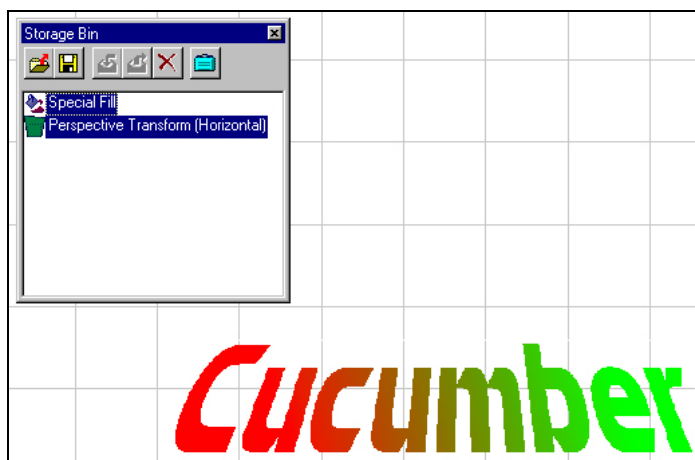 Storage Bin
Special Fill
Perspective Transform (Horizontal)
Cucumber